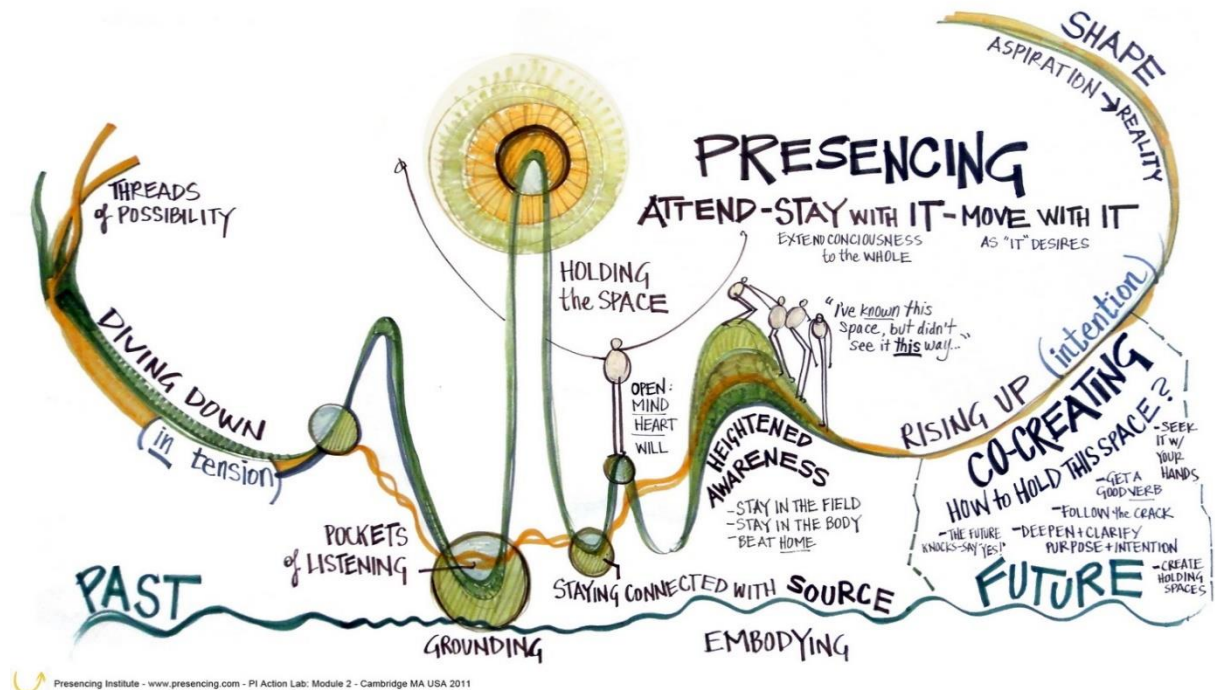 SHAPE
ASPIRATION → REALITY
PRESENCING
ATTEND-STAY WITH IT-MOVE WITH IT
EXTEND CONCIOUSNESS
to the WHOLE
AS "IT" DESIRES
THREADS
of POSSIBILITY
HOLDING
the SPACE
"I've known this
space, but didn't
see it this way..."
DIVING DOWN
(in tension)
OPEN:
MIND
HEART
WILL
HEIGHTENED
AWARENESS
-STAY IN THE FIELD
-STAY IN THE BODY
-BE AT HOME
RISING UP (intention)
CO-CREATING
HOW to HOLD THIS SPACE?
-SEEK
IT W/
YOUR
HANDS
-GET A
GOOD VERB
-FOLLOW the CRACK
-THE FUTURE
KNOCKS-SAY "YES!"
-DEEPEN+CLARIFY
PURPOSE+INTENTION
-CREATE
HOLDING
SPACES
POCKETS
of LISTENING
PAST
STAYING CONNECTED WITH SOURCE
FUTURE
GROUNDING
EMBODYING
Presencing Institute - www.presencing.com - PI Action Lab: Module 2 - Cambridge MA USA 2011